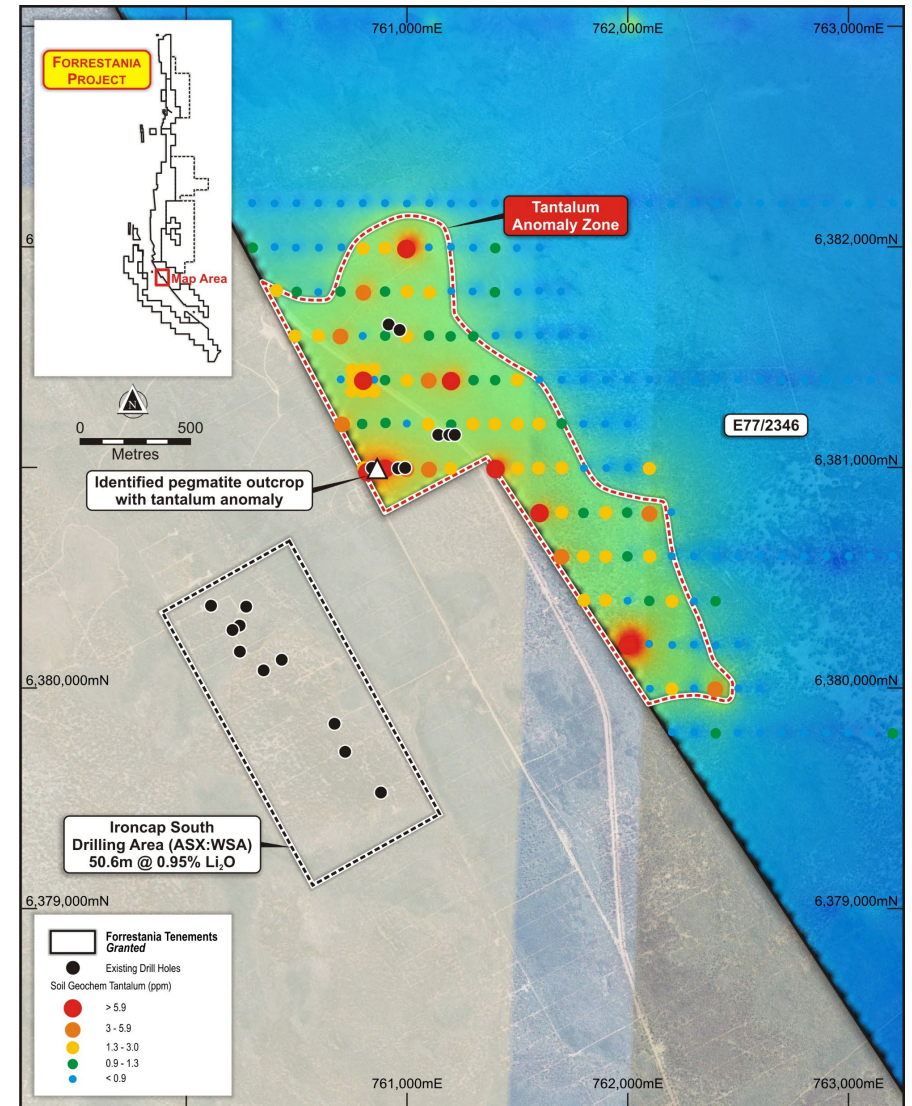 761,000mE
762,000mE
763,000mE
FORRESTANIA
PROJECT
Map Area
N
0
500
Metres
Tantalum
Anomaly Zone
6
6,382,000mN
E77/2346
Identified pegmatite outcrop
with tantalum anomaly
6,381,000mN
6,380,000mN
6,380,000mN
Ironcap South
Drilling Area (ASX:WSA)
50.6m @ 0.95% Li₂O
6,379,000mN
6,379,000mN
Forrestania Tenements
Granted
Existing Drill Holes
Soil Geochem Tantalum (ppm)
> 5.9
3 - 5.9
1.3 - 3.0
0.9 - 1.3
< 0.9
761,000mE
762,000mE
763,000mE